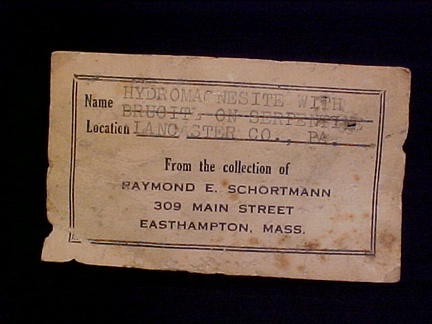 Name HYDROMAGNESITE WITH
BRUCITE ON SERPENTINE
Location LANCASTER CO., PA.
From the collection of
RAYMOND E. SCHORTMANN
309 MAIN STREET
EASTHAMPTON, MASS.